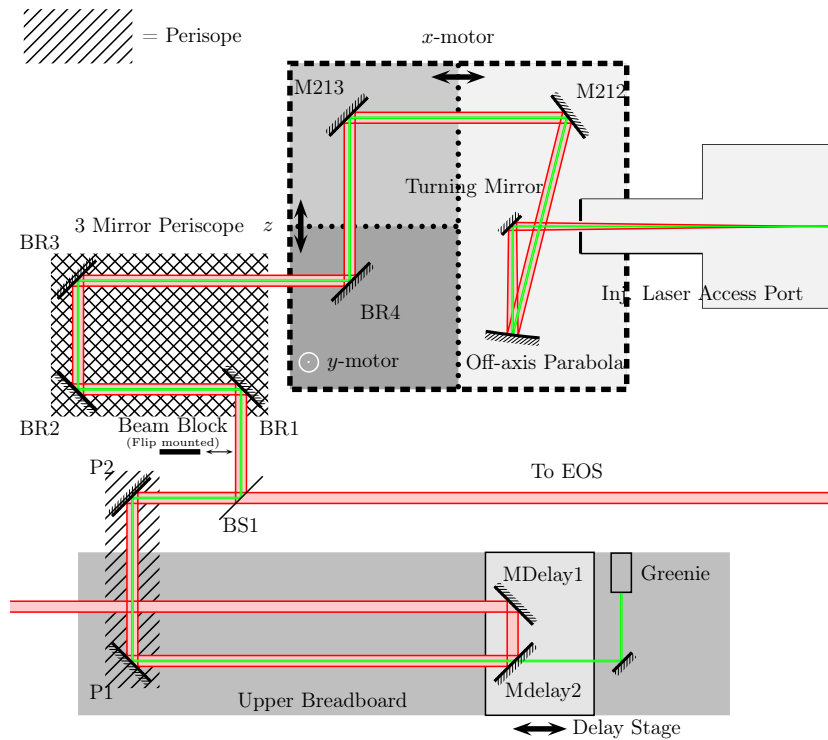 = Perisope
x-motor
M213
M212
Turning Mirror
3 Mirror Periscope
z
BR3
Inj. Laser Access Port
BR4
y-motor
Off-axis Parabola
Beam Block
(Flip mounted)
BR2
BR1
P2
To EOS
BS1
MDelay1
Greenie
P1
Mdelay2
Upper Breadboard
Delay Stage